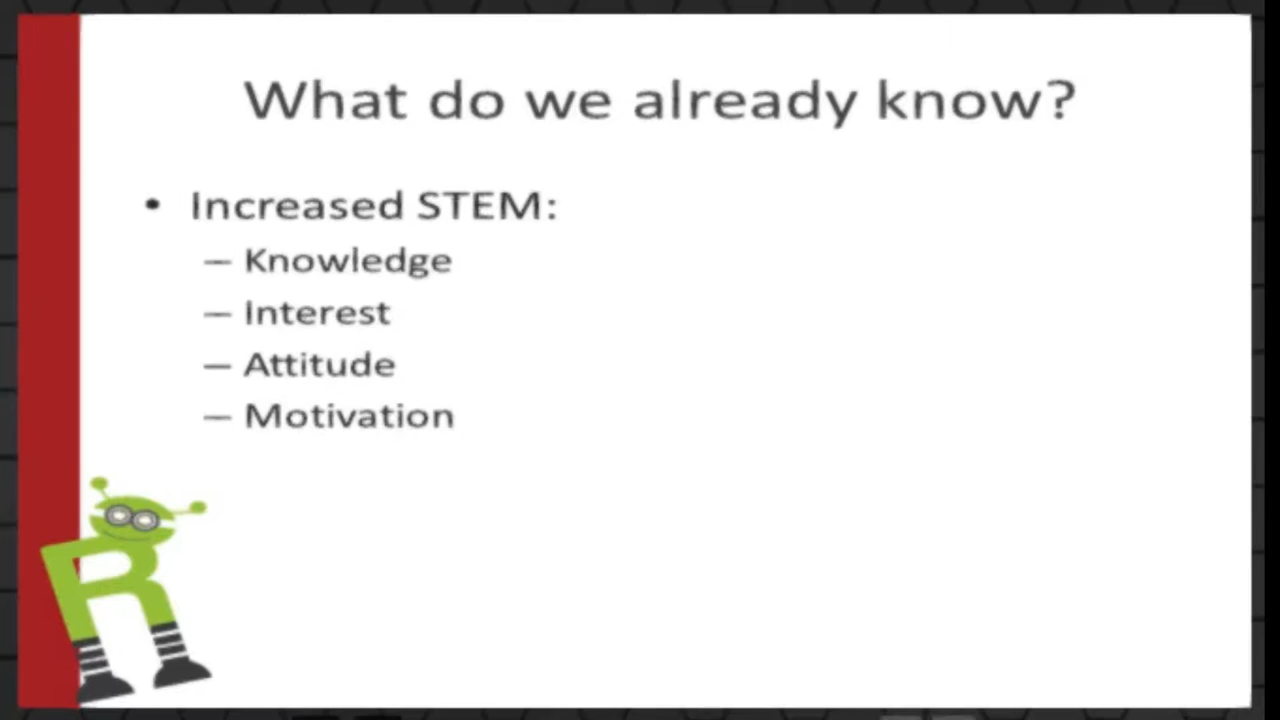 What do we already know?
• Increased STEM:
– Knowledge
– Interest
– Attitude
– Motivation
R